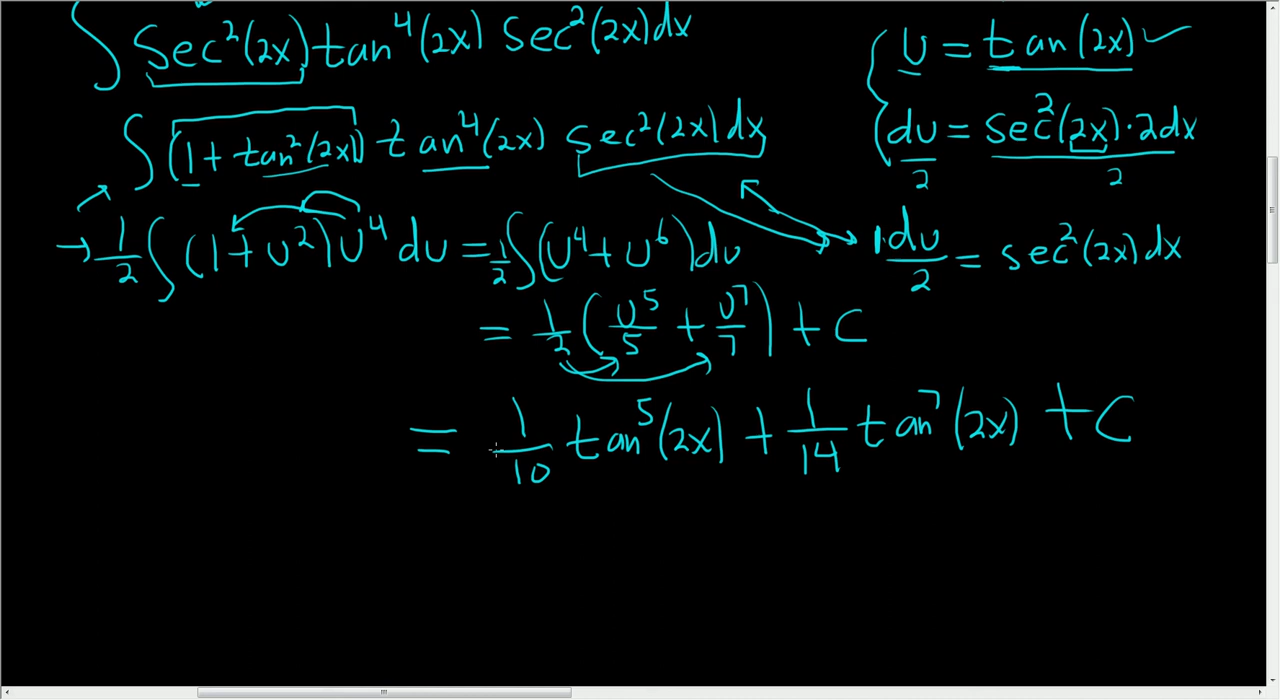 ∫ sec²(2x) tan⁴(2x) sec²(2x)dx
∫ (1 + tan²(2x)) tan⁴(2x) sec²(2x)dx
→ 1/2 ∫ (1+u²)u⁴ du = 1/2 ∫(u⁴+u⁶)du
= 1/2 (u⁵/5 + u⁷/7) + C
= 1/10 tan⁵(2x) + 1/14 tan⁷(2x) + C
{ u = tan(2x) ✓
du/2 = sec²(2x)·2dx/2
1·du/2 = sec²(2x)dx